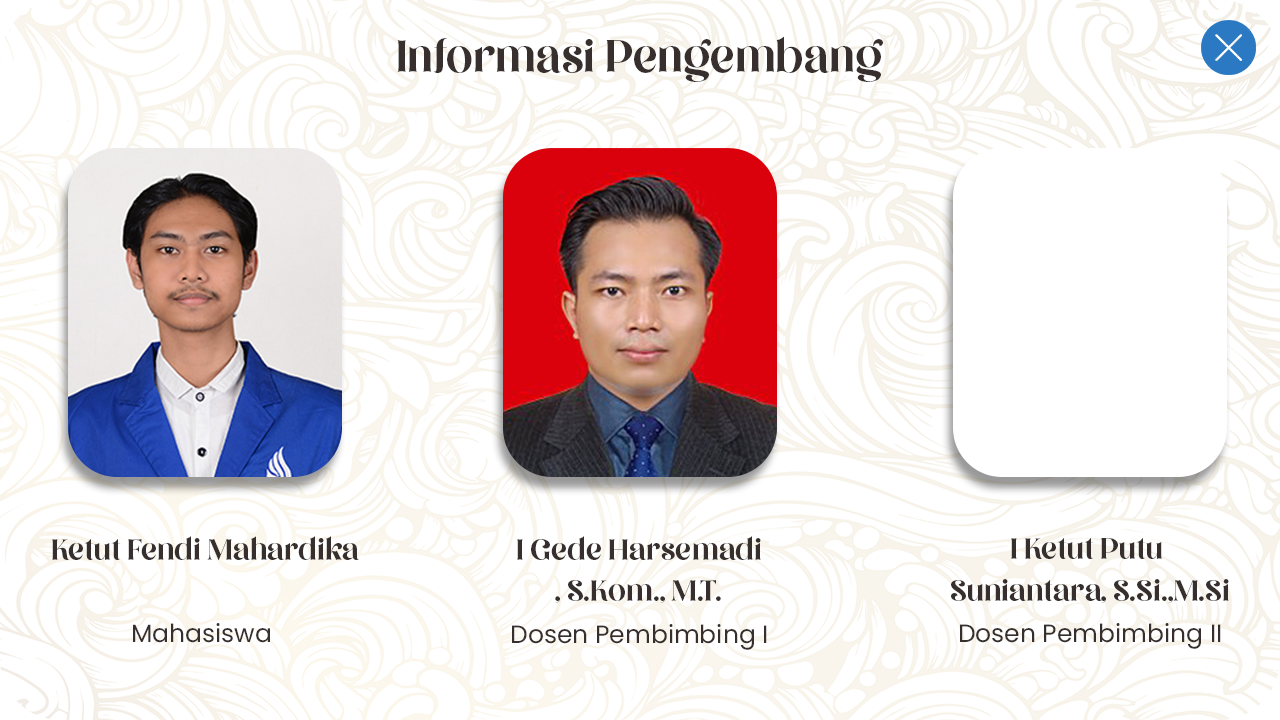 Informasi Pengembang
Ketut Fendi Mahardika
Mahasiswa
I Gede Harsemadi
, S.Kom., M.T.
Dosen Pembimbing I
I Ketut Putu
Suniantara, S.Si.,M.Si
Dosen Pembimbing II